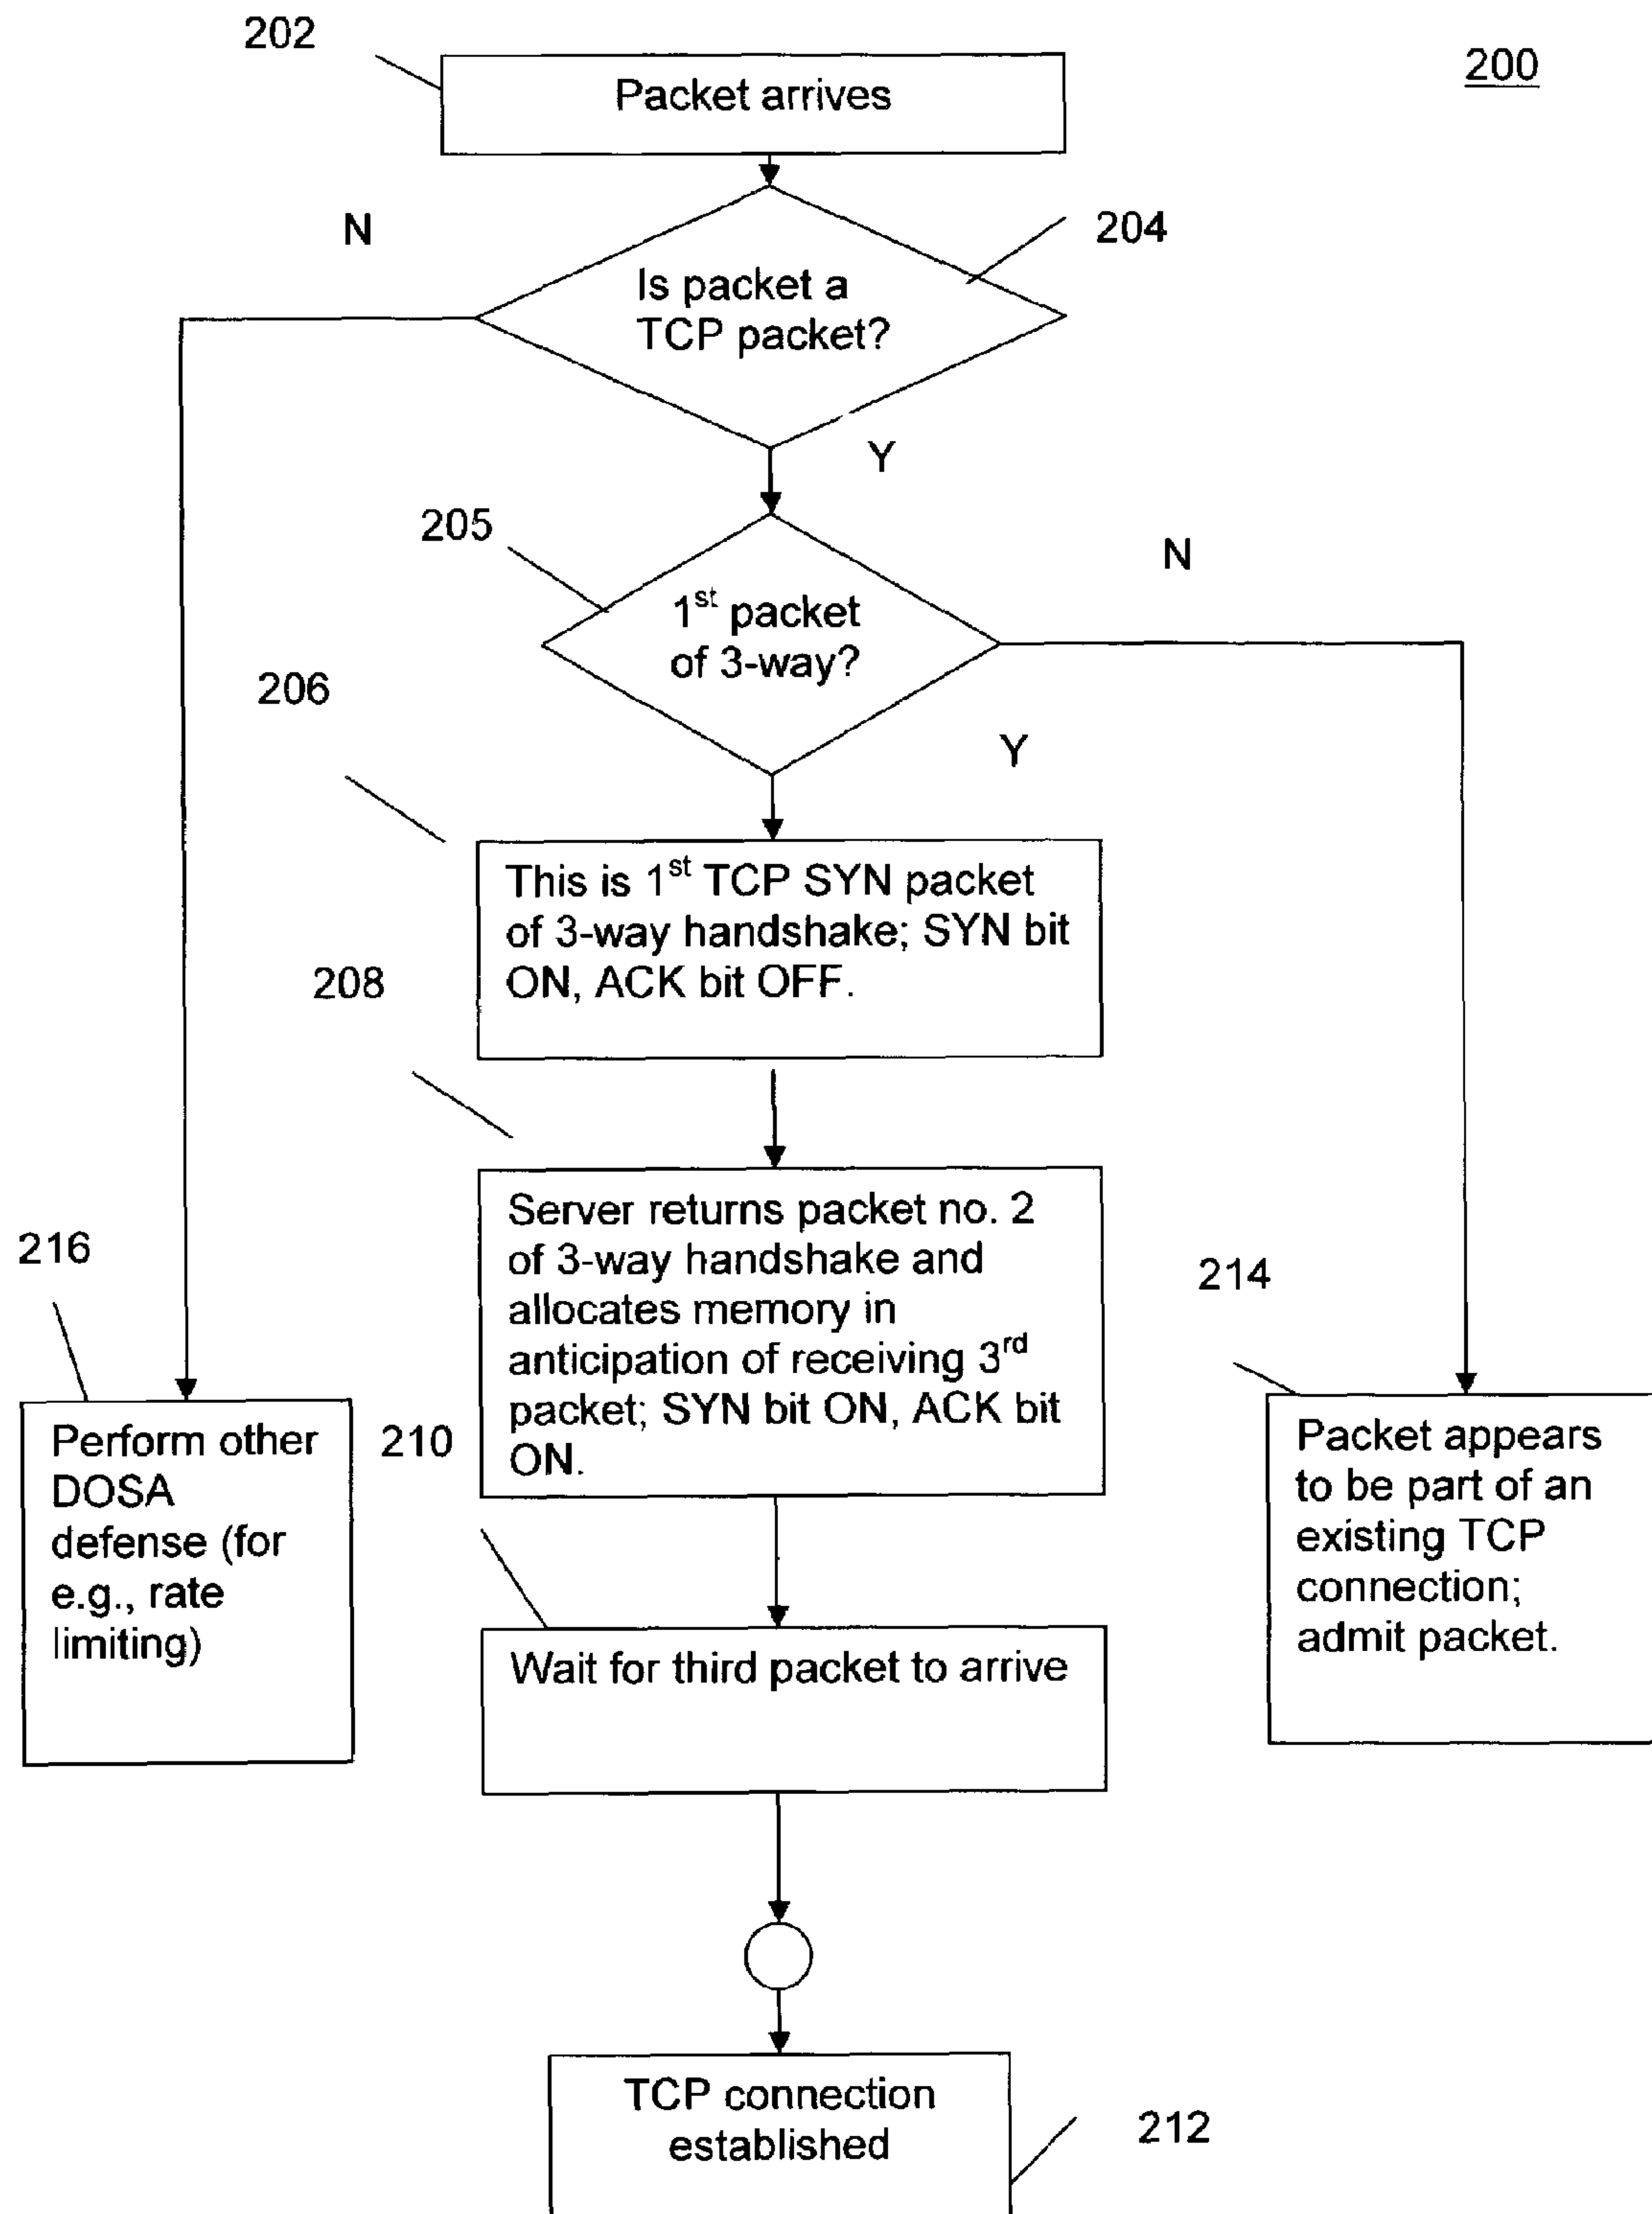 202
200
Packet arrives
N
204
Is packet a
TCP packet?
Y
205
N
1st packet
of 3-way?
206
Y
This is 1st TCP SYN packet
of 3-way handshake; SYN bit
ON, ACK bit OFF.
208
Server returns packet no. 2
of 3-way handshake and
allocates memory in
anticipation of receiving 3rd
packet; SYN bit ON, ACK bit
ON.
216
214
Perform other
DOSA
defense (for
e.g., rate
limiting)
210
Packet appears
to be part of an
existing TCP
connection;
admit packet.
Wait for third packet to arrive
TCP connection
established
212